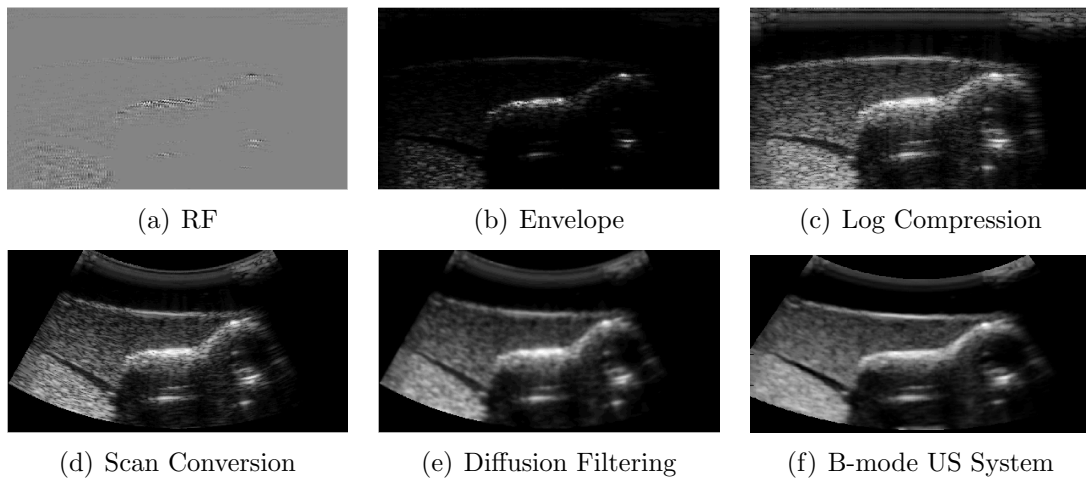 (a) RF
(b) Envelope
(c) Log Compression
(d) Scan Conversion
(e) Diffusion Filtering
(f) B-mode US System